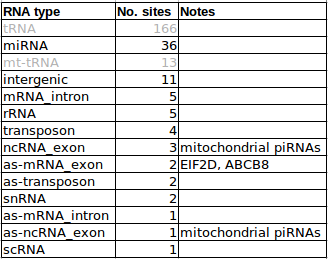 RNA type No. sites Notes
tRNA 166
miRNA 36
mt-tRNA 13
intergenic 11
mRNA_intron 5
rRNA 5
transposon 4
ncRNA_exon 3 mitochondrial piRNAs
as-mRNA_exon 2 EIF2D, ABCB8
as-transposon 2
snRNA 2
as-mRNA_intron 1
as-ncRNA_exon 1 mitochondrial piRNAs
scRNA 1